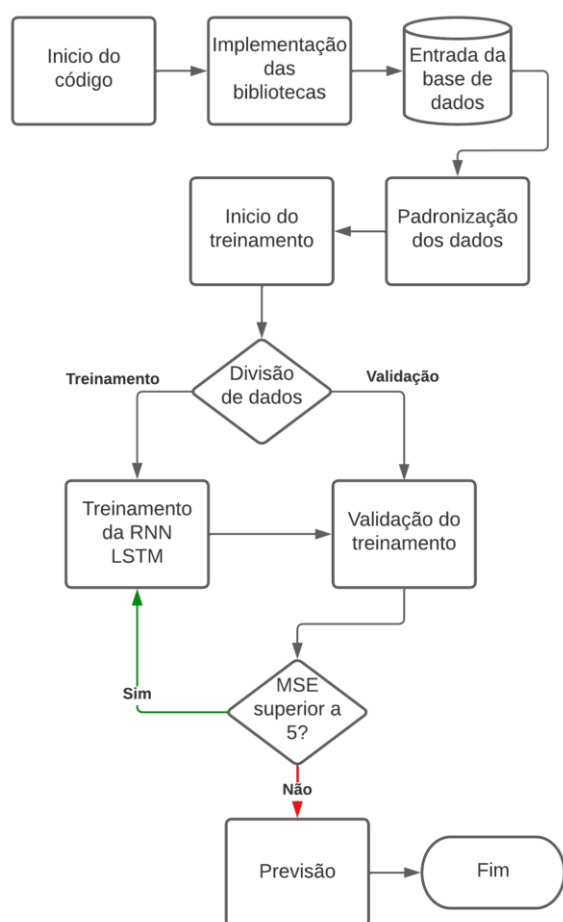 Inicio do
código
Implementação
das
bibliotecas
Entrada da
base de
dados
Inicio do
treinamento
Padronização
dos dados
Treinamento
Divisão
de dados
Validação
Treinamento
da RNN
LSTM
Validação do
treinamento
MSE
superior a
5?
Sim
Não
Previsão
Fim